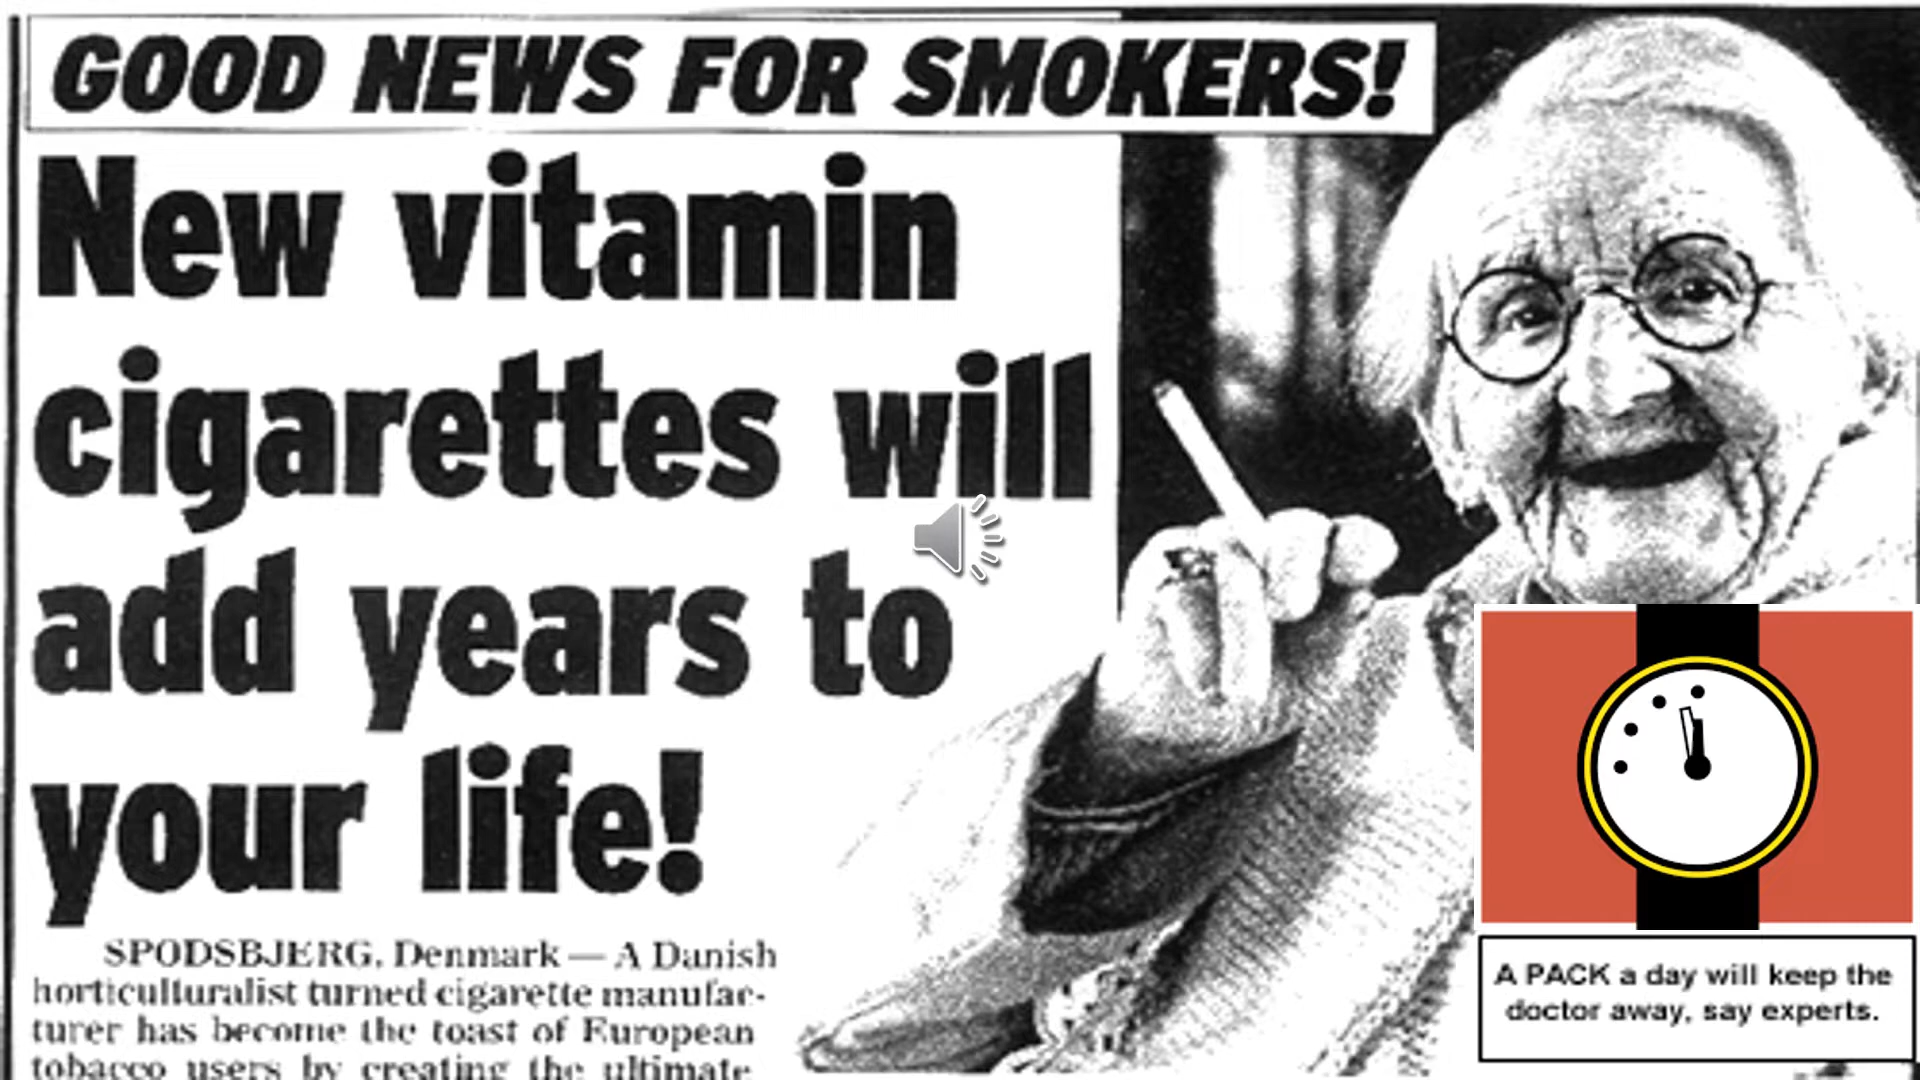 GOOD NEWS FOR SMOKERS!
New vitamin
cigarettes will
add years to
your life!
SPODSBJERG, Denmark — A Danish
horticulturalist turned cigarette manufac-
turer has become the toast of European
tobacco users by creating the ultimate
A PACK a day will keep the
doctor away, say experts.